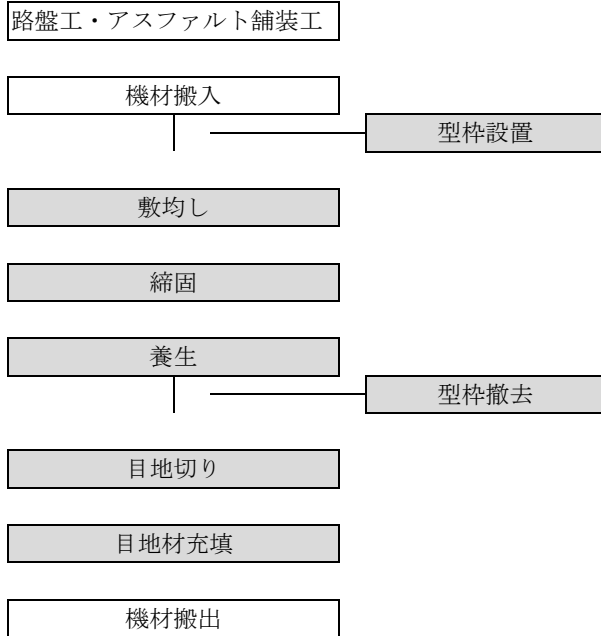 路盤工・アスファルト舗装工
機材搬入
型枠設置
敷均し
締固
養生
型枠撤去
目地切り
目地材充填
機材搬出